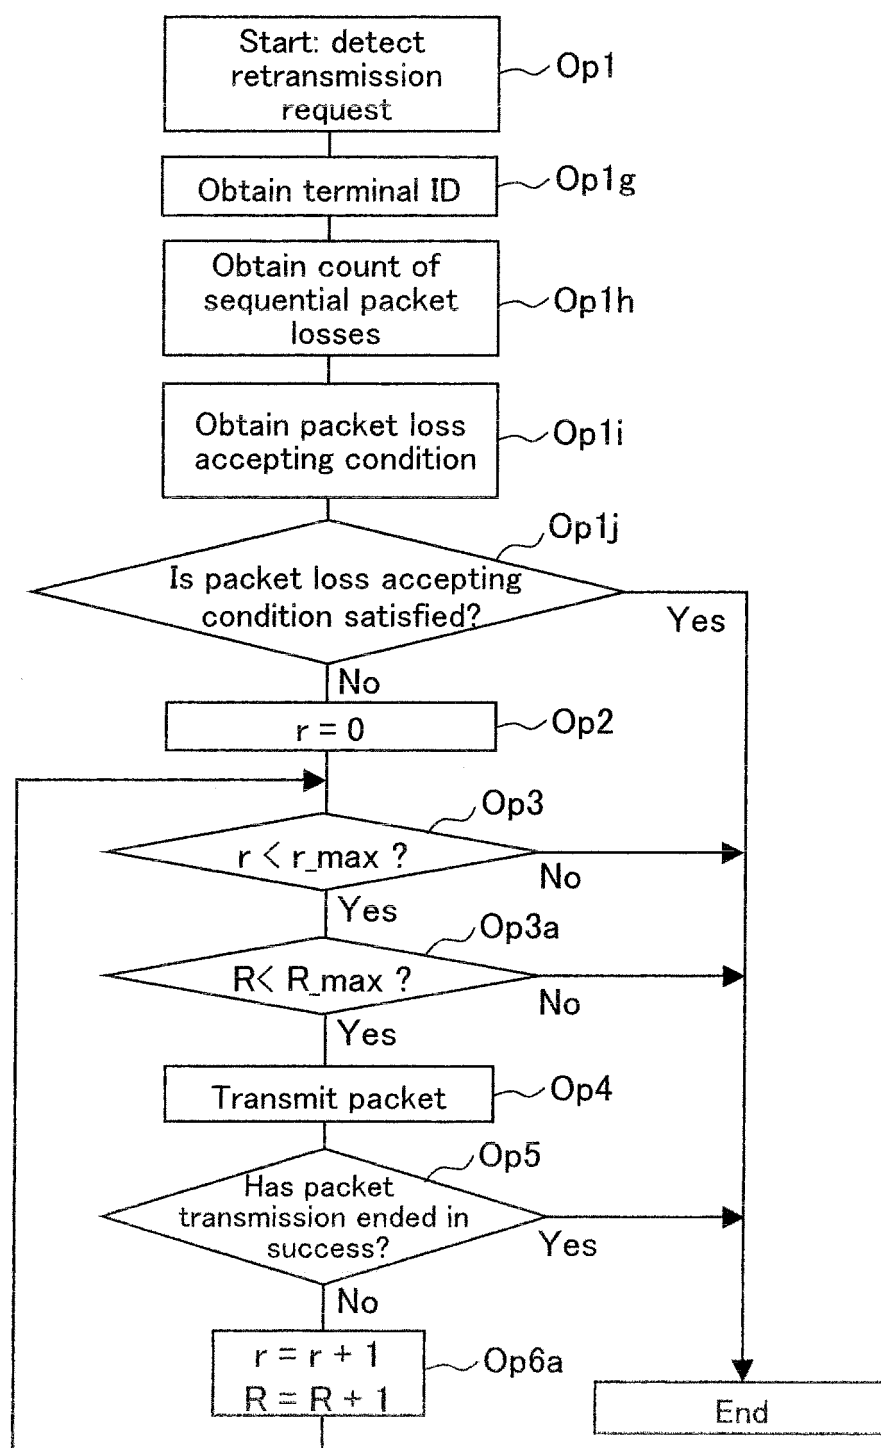 Start: detect
retransmission
request
Op1
Obtain terminal ID
Op1g
Obtain count of
sequential packet
losses
Op1h
Obtain packet loss
accepting condition
Op1i
Op1j
Is packet loss accepting
condition satisfied?
Yes
No
r = 0
Op2
Op3
r < r_max ?
No
Yes
Op3a
R< R_max ?
No
Yes
Transmit packet
Op4
Op5
Has packet
transmission ended in
success?
Yes
No
r = r + 1
R = R + 1
Op6a
End